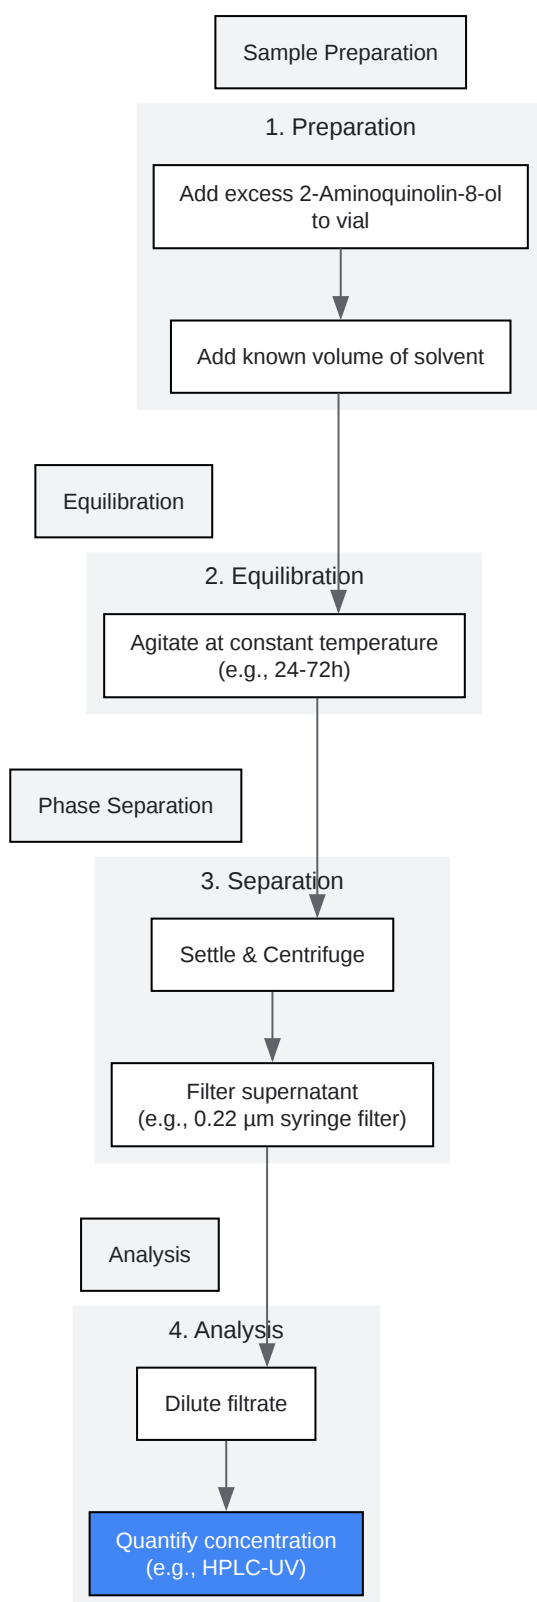 Sample Preparation
1. Preparation
Add excess 2-Aminoquinolin-8-ol
to vial
Add known volume of solvent
Equilibration
2. Equilibration
Agitate at constant temperature
(e.g., 24-72h)
Phase Separation
3. Separation
Settle & Centrifuge
Filter supernatant
(e.g., 0.22 µm syringe filter)
Analysis
4. Analysis
Dilute filtrate
Quantify concentration
(e.g., HPLC-UV)